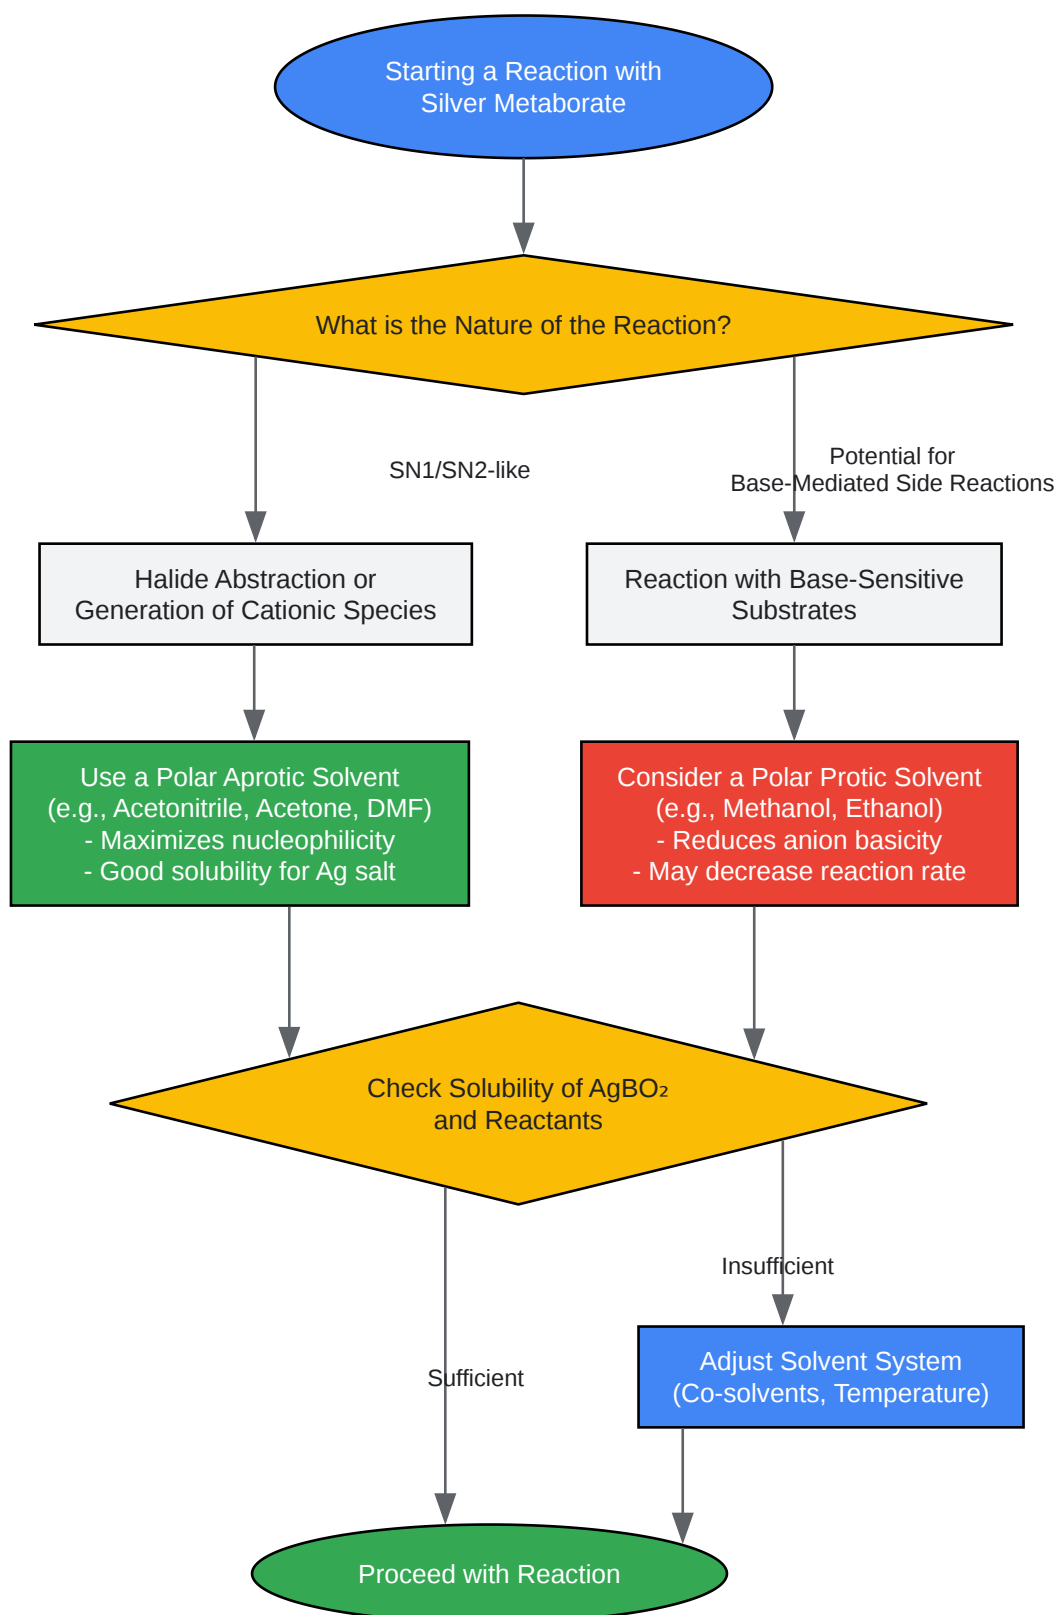 Starting a Reaction with
Silver Metaborate
What is the Nature of the Reaction?
SN1/SN2-like
Potential for
Base-Mediated Side Reactions
Halide Abstraction or
Generation of Cationic Species
Reaction with Base-Sensitive
Substrates
Use a Polar Aprotic Solvent
(e.g., Acetonitrile, Acetone, DMF)
- Maximizes nucleophilicity
- Good solubility for Ag salt
Consider a Polar Protic Solvent
(e.g., Methanol, Ethanol)
- Reduces anion basicity
- May decrease reaction rate
Check Solubility of AgBO₂
and Reactants
Insufficient
Sufficient
Adjust Solvent System
(Co-solvents, Temperature)
Proceed with Reaction